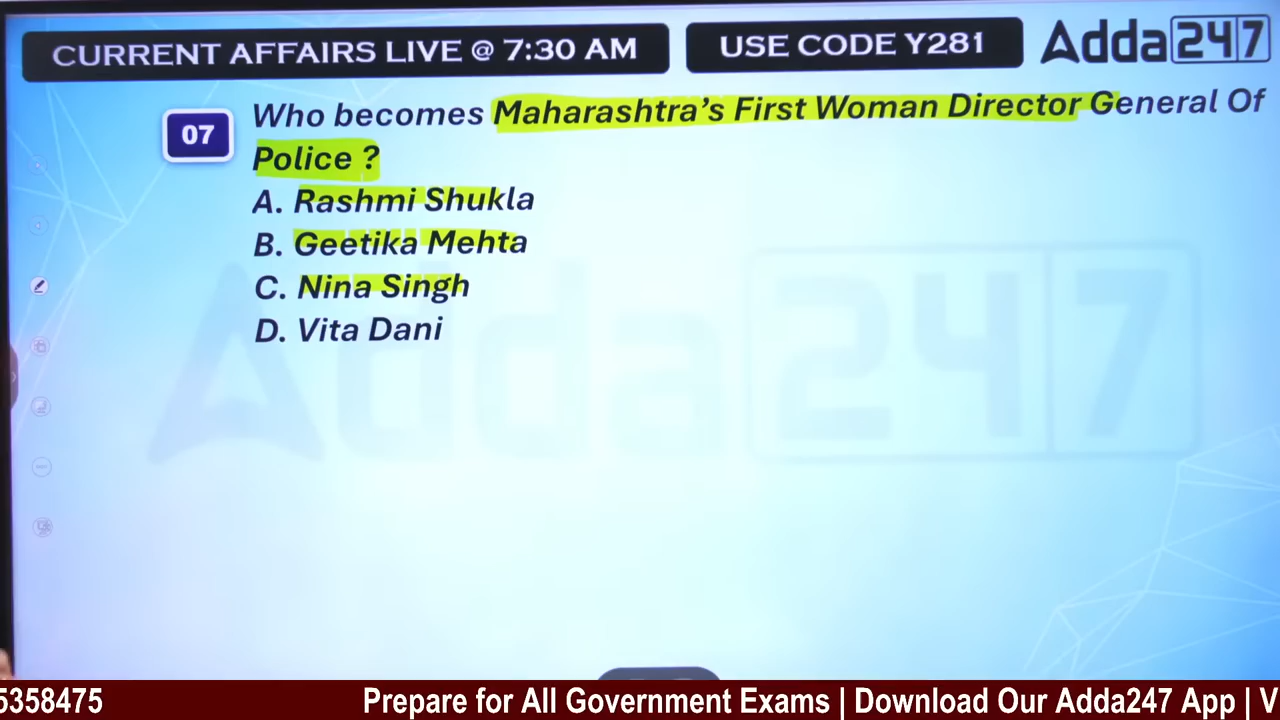 CURRENT AFFAIRS LIVE @ 7:30 AM
USE CODE Y281
Adda247
07
Who becomes Maharashtra's First Woman Director General Of
Police ?
A. Rashmi Shukla
B. Geetika Mehta
C. Nina Singh
D. Vita Dani
Adda247
5358475
Prepare for All Government Exams | Download Our Adda247 App | V